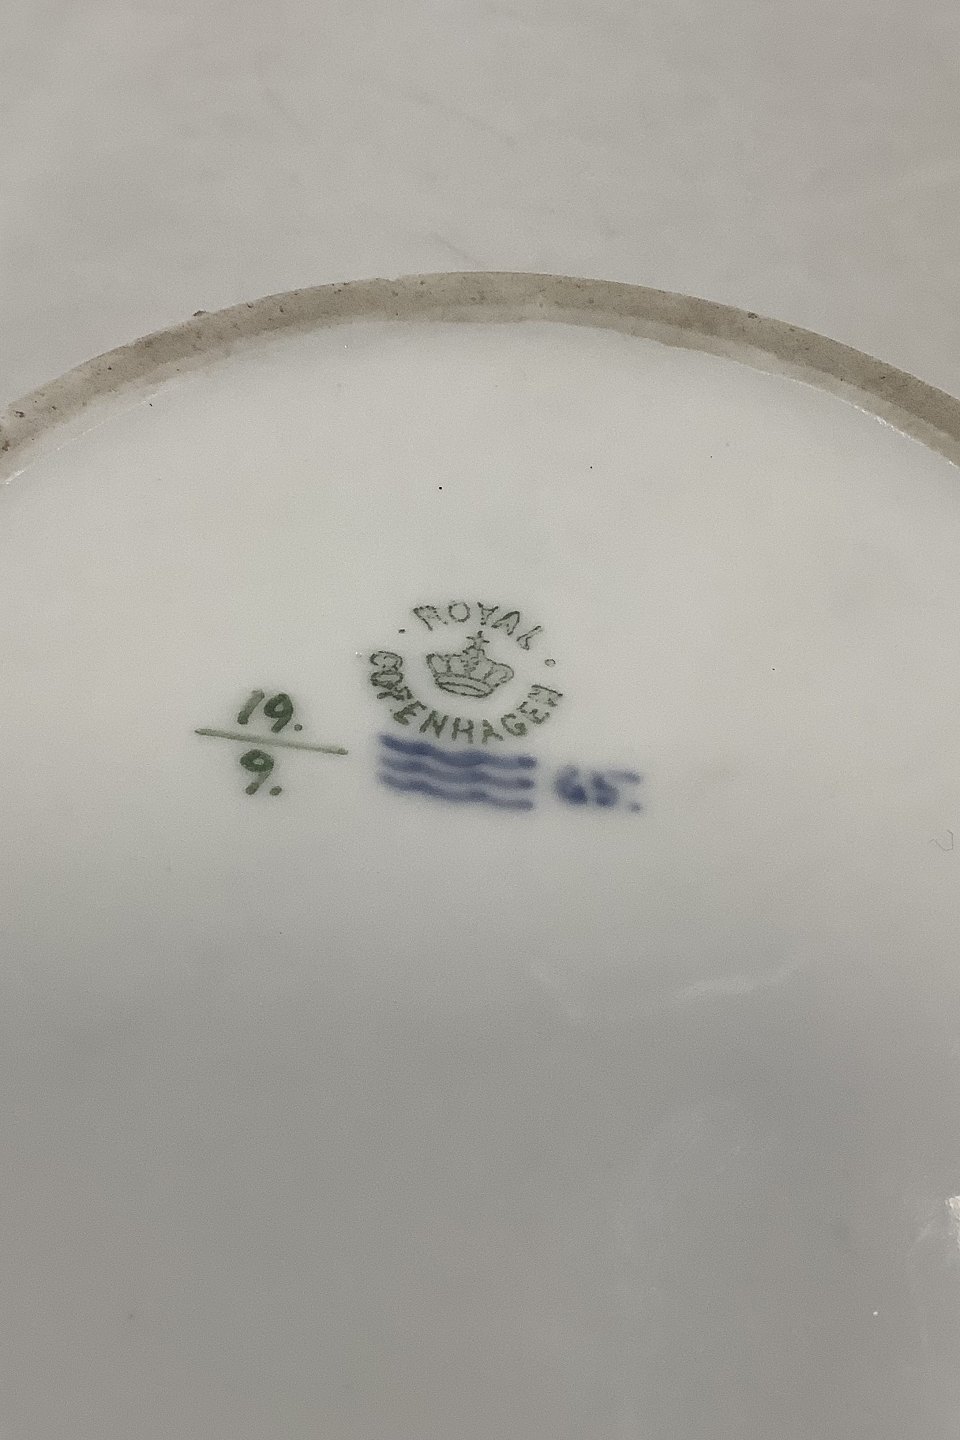 ROYAL
COPENHAGEN
19.
9.
65.